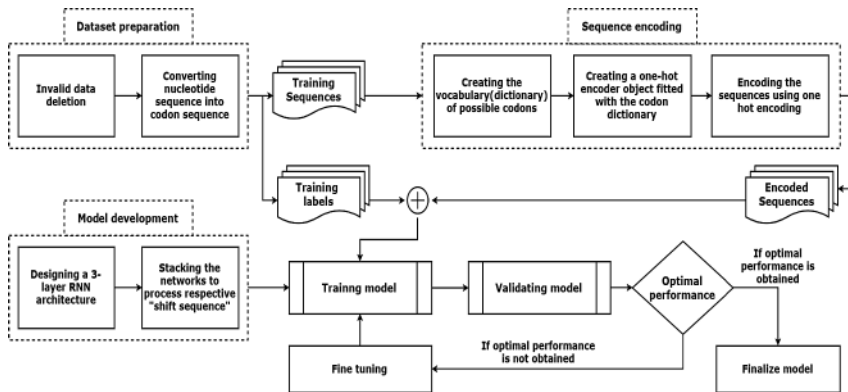 Dataset preparation
Sequence encoding
Invalid data
deletion
Converting
nucleotide
sequence into
codon sequence
Training
Sequences
Creating the
vocabulary(dictionary)
of possible codons
Creating a one-hot
encoder object fitted
with the codon
dictionary
Encoding the
sequences using one
hot encoding
Training
labels
Encoded
Sequences
Model development
Designing a 3-
layer RNN
architecture
Stacking the
networks to
process respective
"shift sequence"
Trainng model
Validating model
Optimal
performance
If optimal
performance is
obtained
If optimal performance
is not obtained
Fine tuning
Finalize model